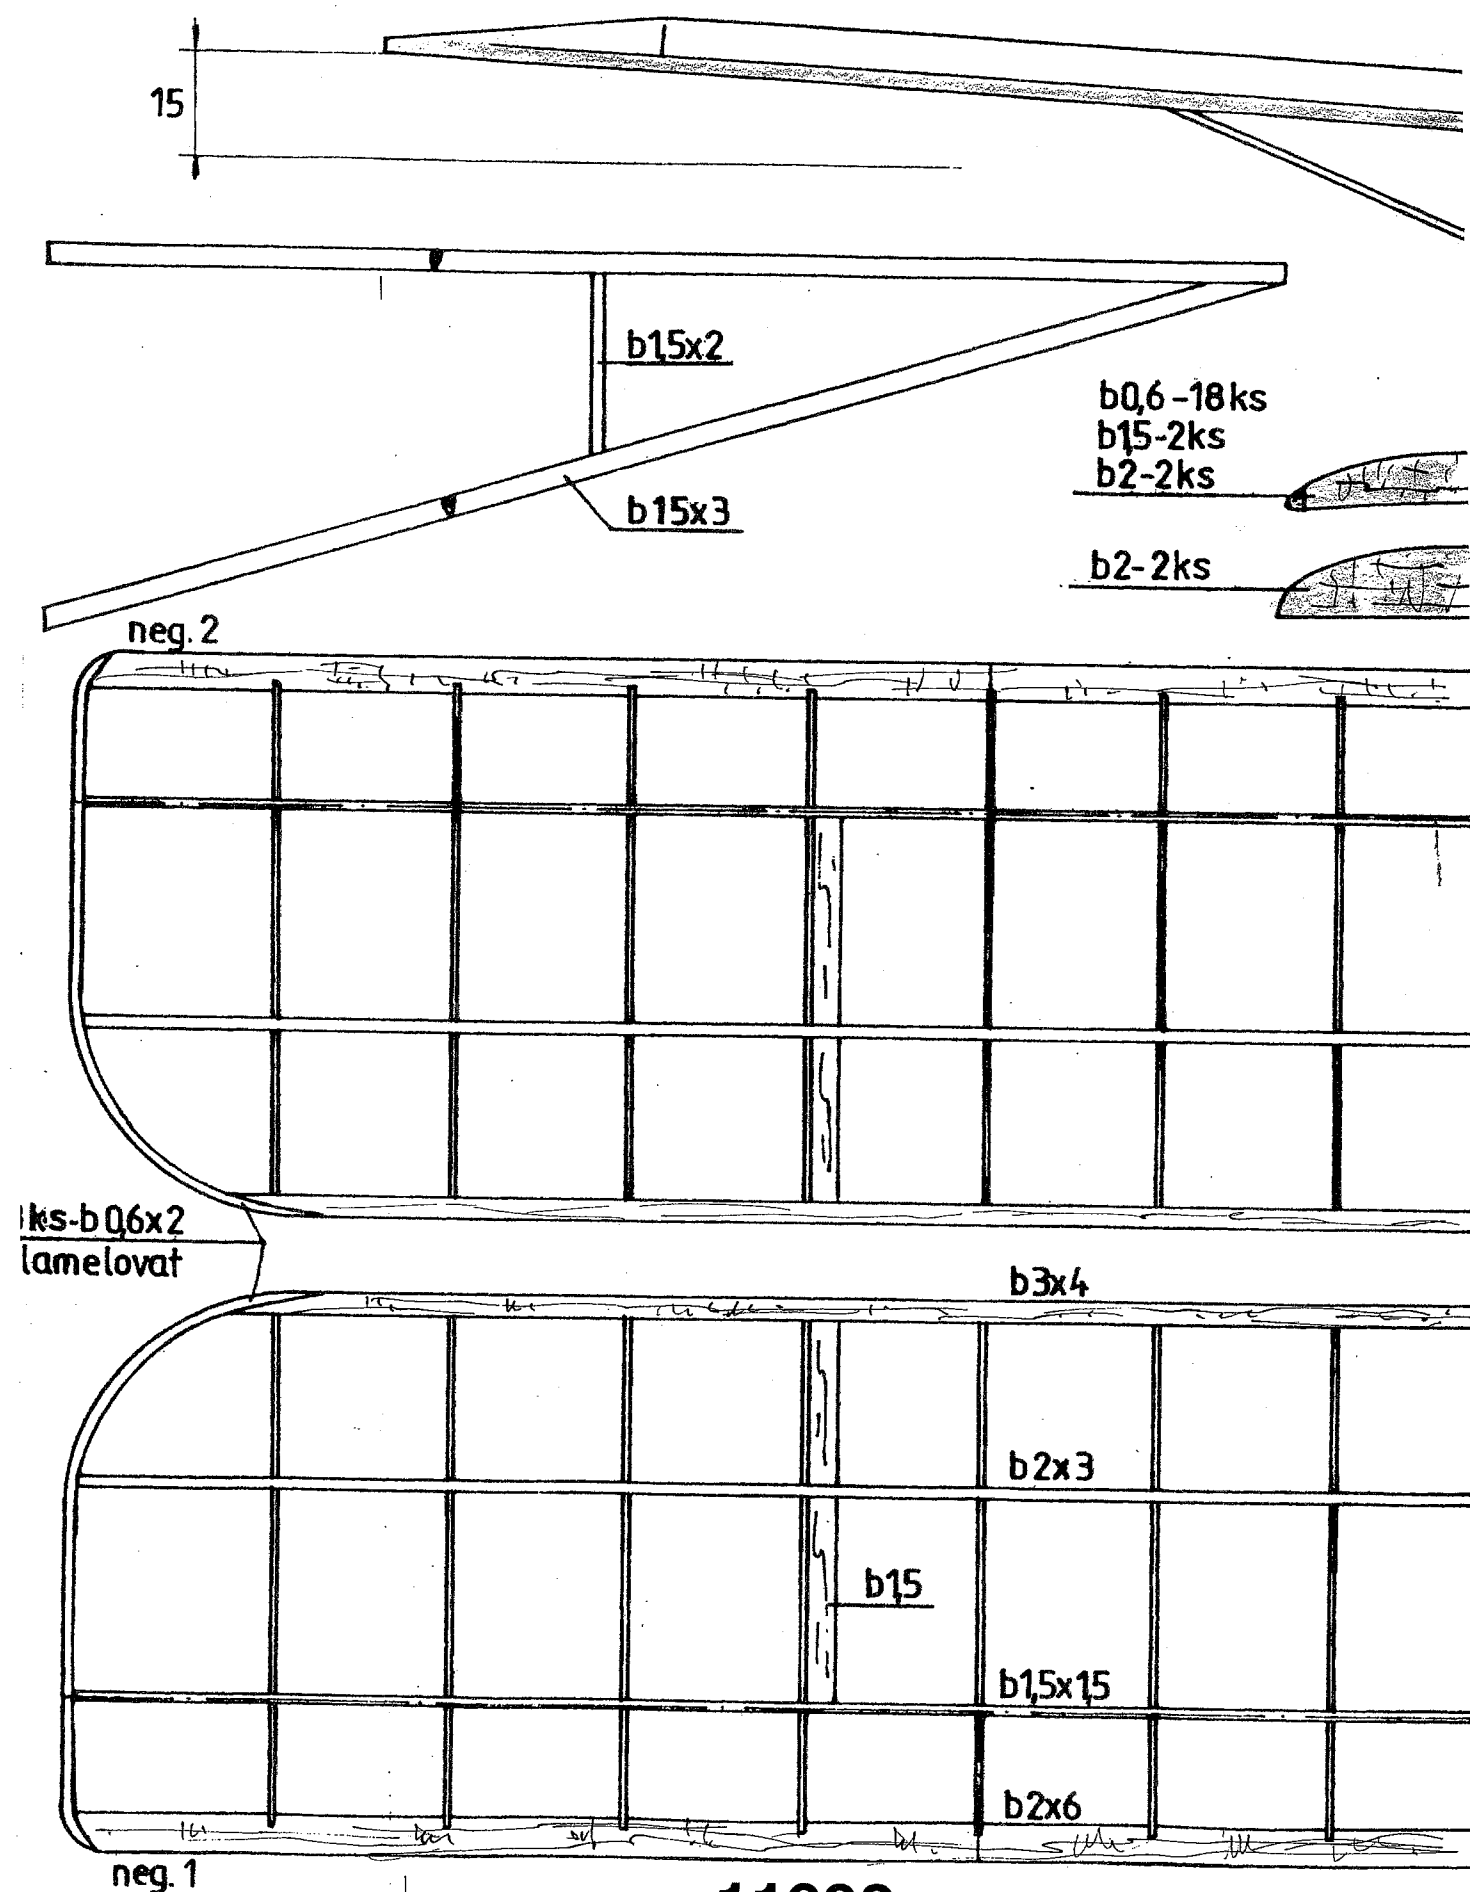 15
b1,5x2
b0,6-18ks
b1,5-2ks
b2-2ks
b15x3
b2-2ks
neg.2
ks-b0,6x2
lamelovat
b3x4
b2x3
b1,5
b1,5x1,5
b2x6
neg.1